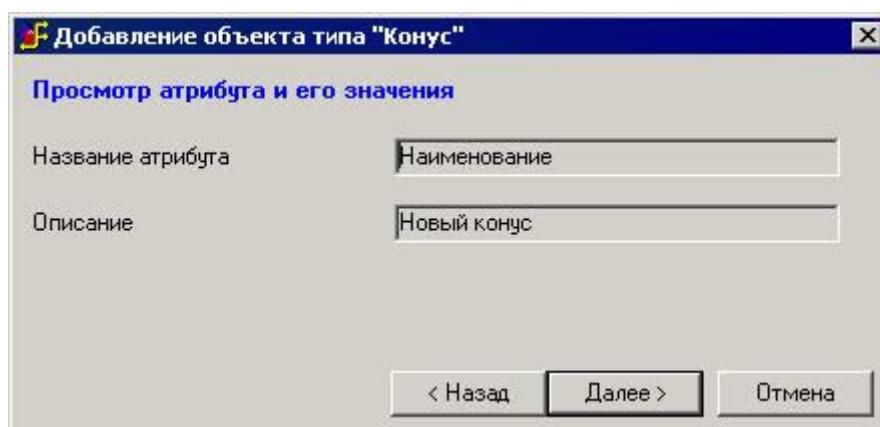 Добавление объекта типа "Конус"
Просмотр атрибута и его значения
Название атрибута Наименование
Описание Новый конус
< Назад Далее > Отмена